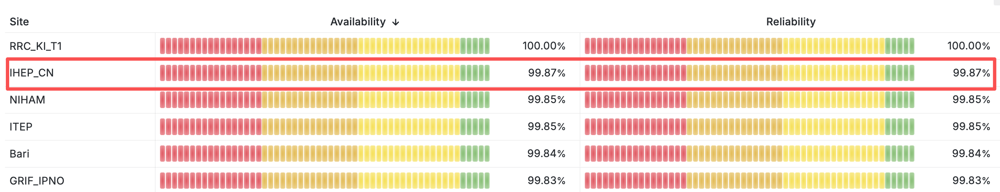 Site Availability ↓ Reliability
RRC_KI_T1 100.00% 100.00%
IHEP_CN 99.87% 99.87%
NIHAM 99.85% 99.85%
ITEP 99.85% 99.85%
Bari 99.84% 99.84%
GRIF_IPNO 99.83% 99.83%